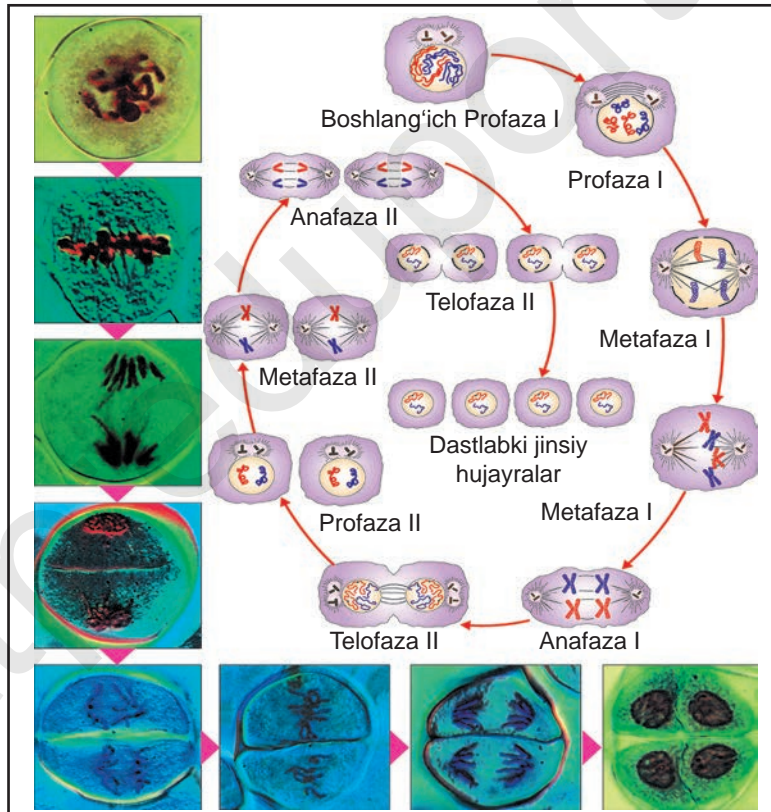 Boshlang‘ich Profaza I
Profaza I
Metafaza I
Metafaza I
Anafaza I
Telofaza II
Profaza II
Metafaza II
Anafaza II
Telofaza II
Dastlabki jinsiy
hujayralar